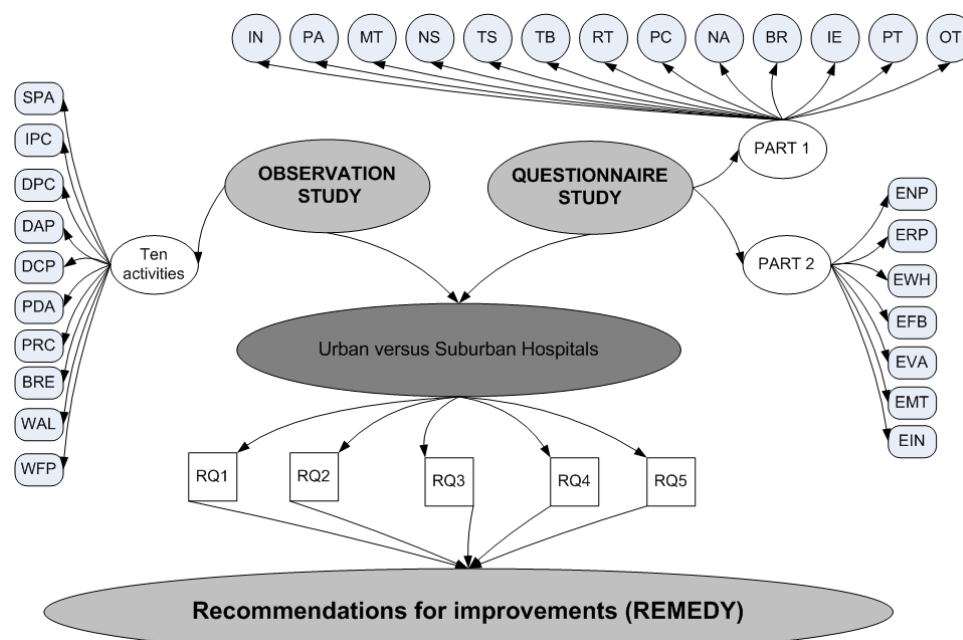 IN
PA
MT
NS
TS
TB
RT
PC
NA
BR
IE
PT
OT
SPA
IPC
DPC
DAP
DCP
PDA
PRC
BRE
WAL
WFP
Ten
activities
OBSERVATION
STUDY
QUESTIONNAIRE
STUDY
PART 1
PART 2
ENP
ERP
EWH
EFB
EVA
EMT
EIN
Urban versus Suburban Hospitals
RQ1
RQ2
RQ3
RQ4
RQ5
Recommendations for improvements (REMEDY)